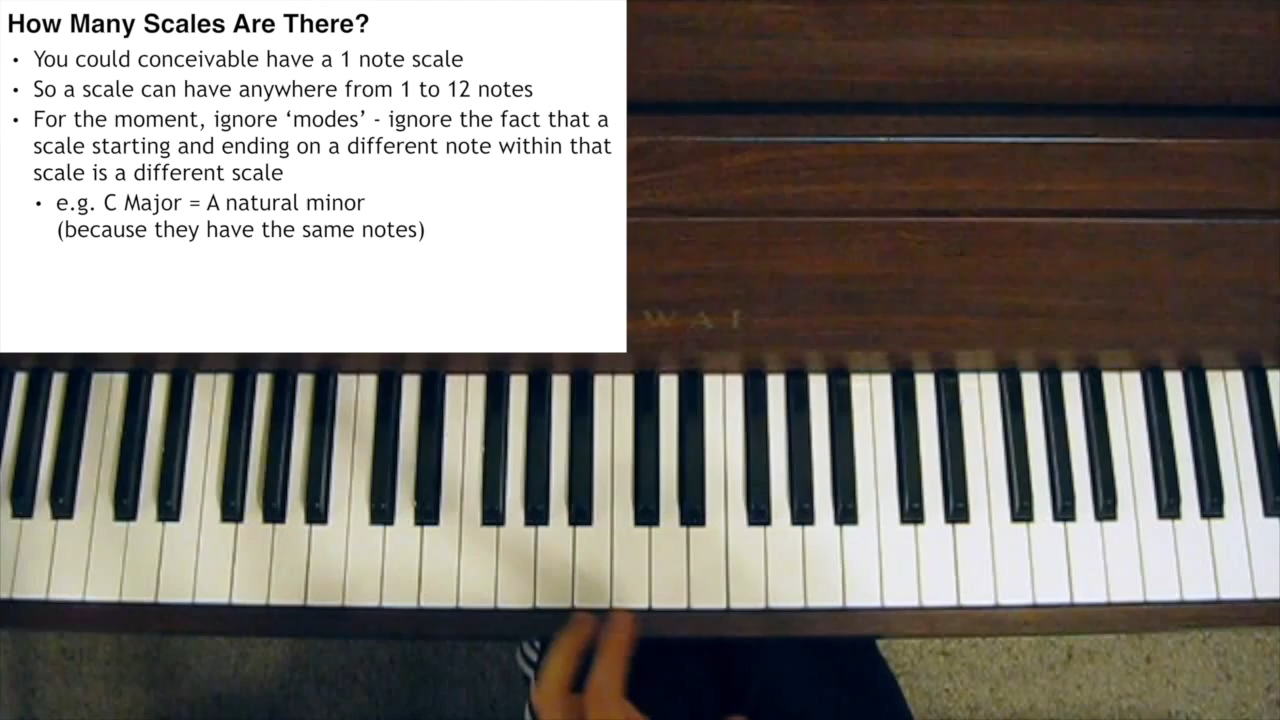 How Many Scales Are There?
• You could conceivable have a 1 note scale
• So a scale can have anywhere from 1 to 12 notes
• For the moment, ignore ‘modes’ - ignore the fact that a
scale starting and ending on a different note within that
scale is a different scale
• e.g. C Major = A natural minor
(because they have the same notes)
WAI